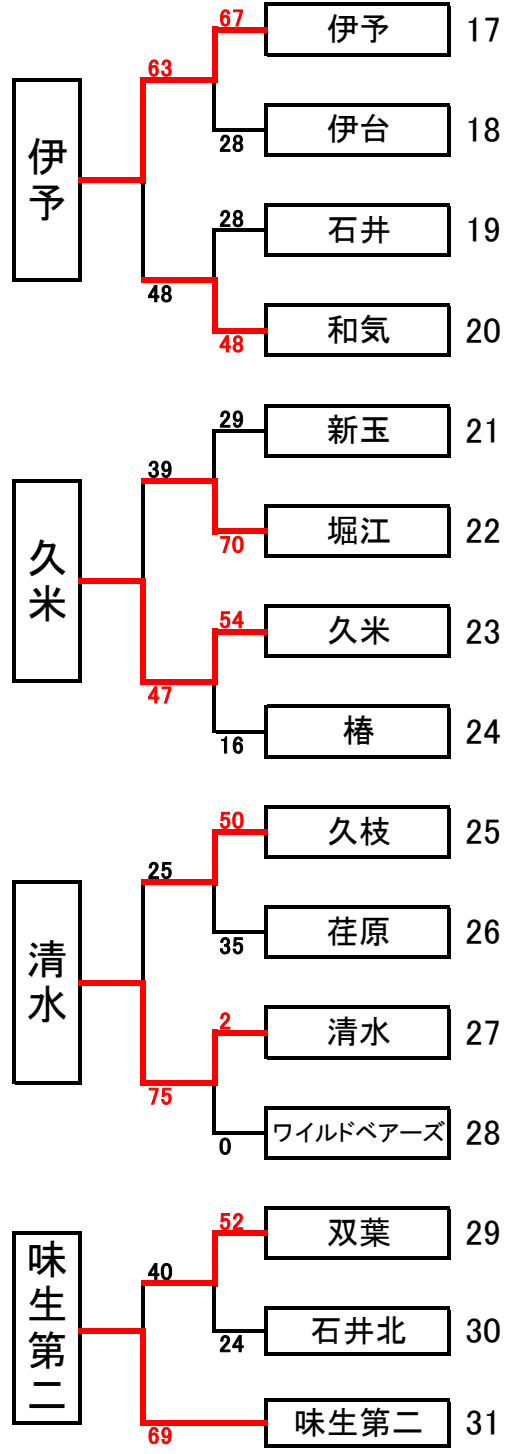 67
伊予 17
63
28
伊台 18
伊予
28
石井 19
48
48
和気 20
29
新玉 21
39
70
堀江 22
久米
54
久米 23
47
16
椿 24
50
久枝 25
25
35
荏原 26
清水
2
清水 27
75
0
ワイルドベアーズ 28
52
双葉 29
40
24
石井北 30
味生第二
69
味生第二 31